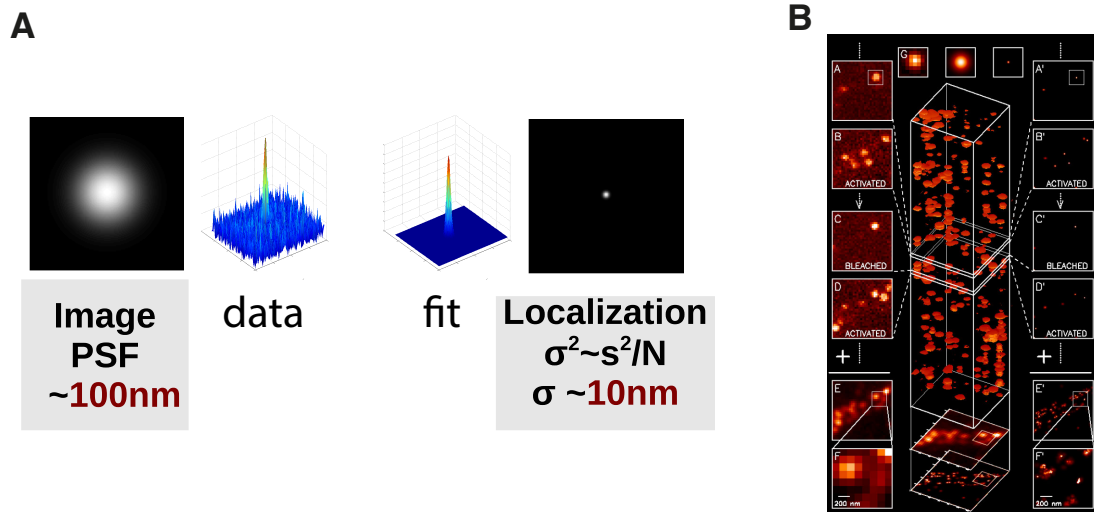 A
Image
PSF
~100nm
data
fit
Localization
σ²~s²/N
σ ~10nm
B
A
G
A'
B
ACTIVATED
B'
ACTIVATED
C
BLEACHED
C'
BLEACHED
D
ACTIVATED
D'
ACTIVATED
+
+
E
E'
F
200 nm
F'
200 nm